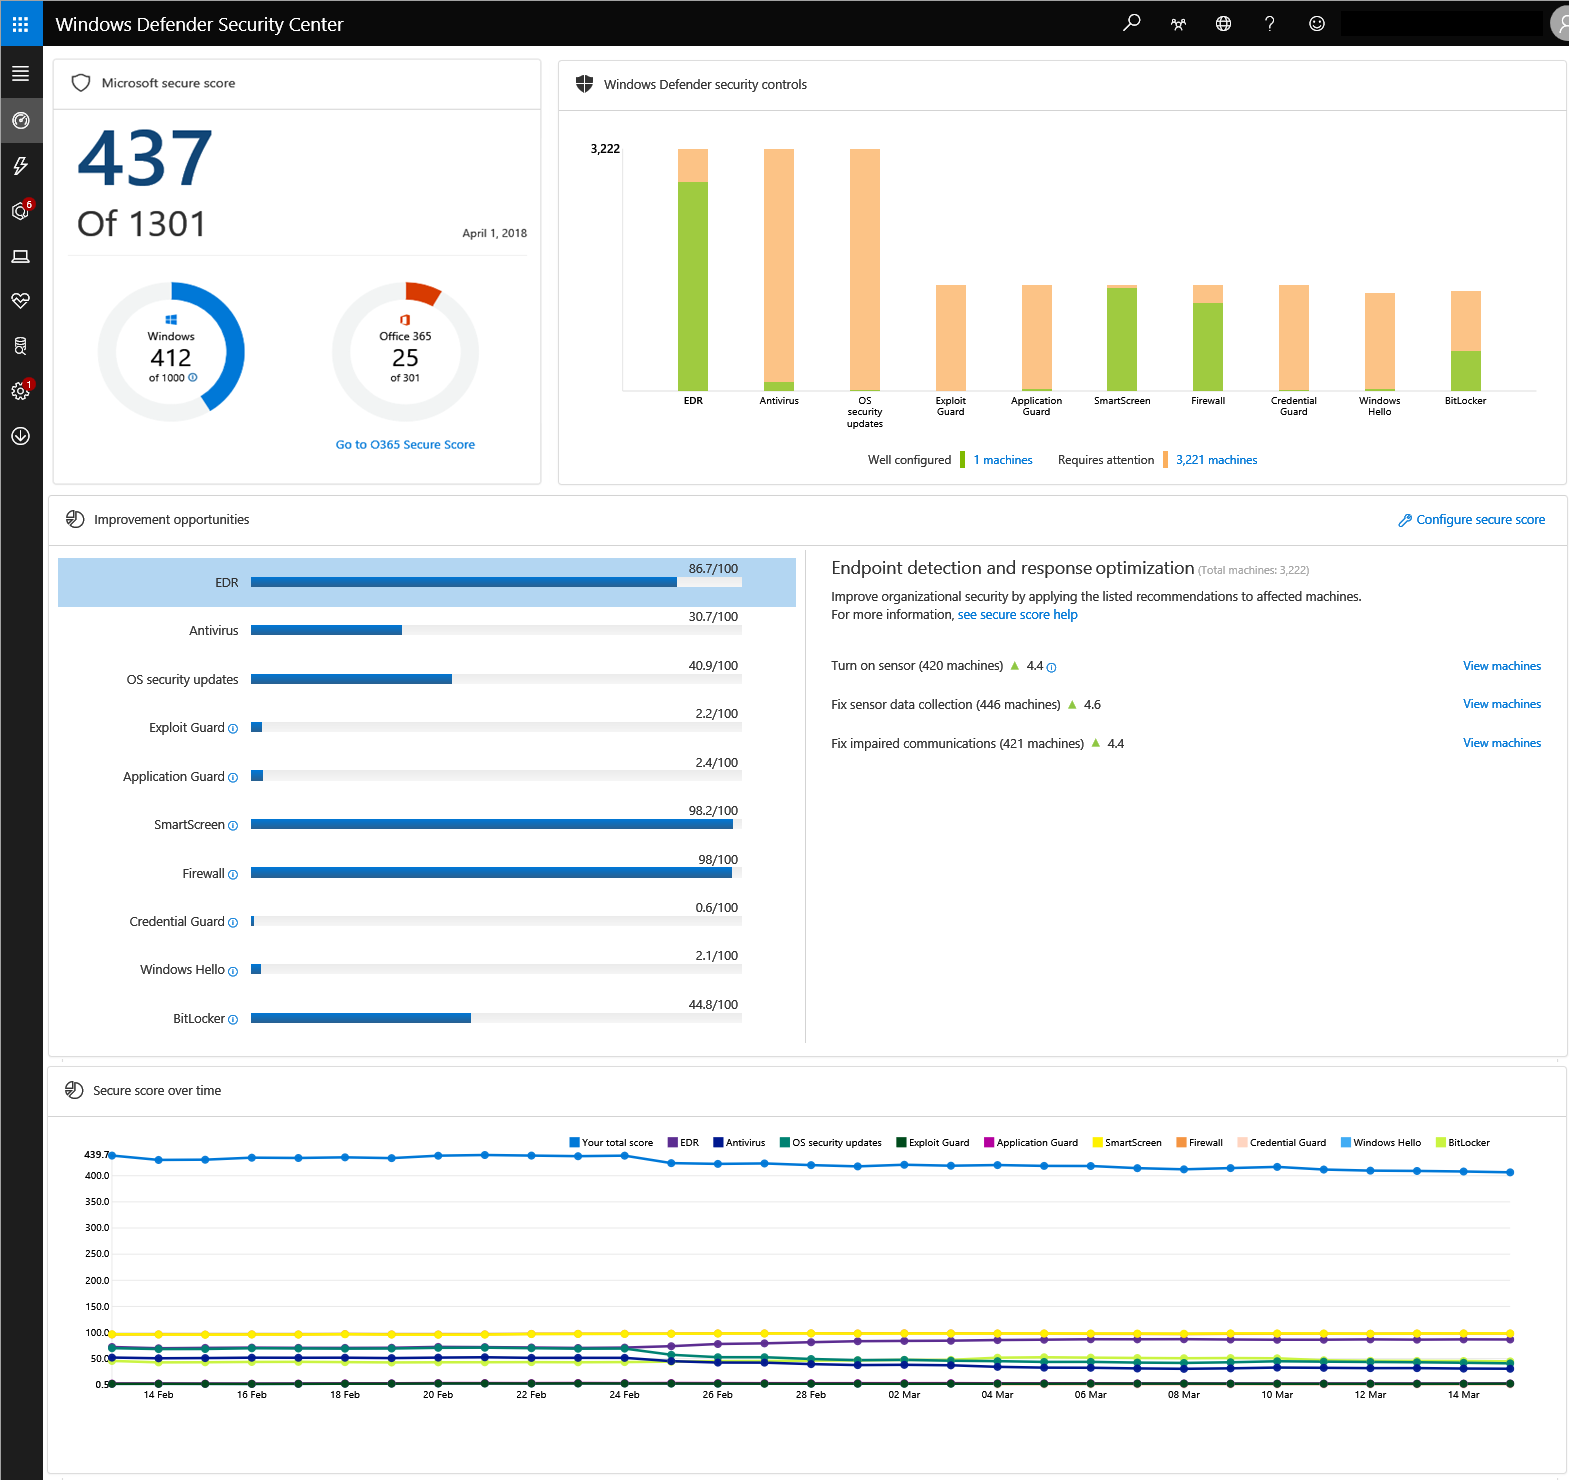 Windows Defender Security Center
6
1
Microsoft secure score
437
Of 1301
April 1, 2018
Windows
412
of 1000
Office 365
25
of 301
Go to O365 Secure Score
Windows Defender security controls
3,222
EDR
Antivirus
OS
security
updates
Exploit
Guard
Application
Guard
SmartScreen
Firewall
Credential
Guard
Windows
Hello
BitLocker
Well configured 1 machines Requires attention 3,221 machines
Improvement opportunities
Configure secure score
EDR 86.7/100
Antivirus 30.7/100
OS security updates 40.9/100
Exploit Guard 2.2/100
Application Guard 2.4/100
SmartScreen 98.2/100
Firewall 98/100
Credential Guard 0.6/100
Windows Hello 2.1/100
BitLocker 44.8/100
Endpoint detection and response optimization (Total machines: 3,222)
Improve organizational security by applying the listed recommendations to affected machines.
For more information, see secure score help
Turn on sensor (420 machines) ▲ 4.4 View machines
Fix sensor data collection (446 machines) ▲ 4.6 View machines
Fix impaired communications (421 machines) ▲ 4.4 View machines
Secure score over time
Your total score EDR Antivirus OS security updates Exploit Guard Application Guard SmartScreen Firewall Credential Guard Windows Hello BitLocker
439.7
400.0
350.0
300.0
250.0
200.0
150.0
100.0
50.0
0.5
14 Feb 16 Feb 18 Feb 20 Feb 22 Feb 24 Feb 26 Feb 28 Feb 02 Mar 04 Mar 06 Mar 08 Mar 10 Mar 12 Mar 14 Mar